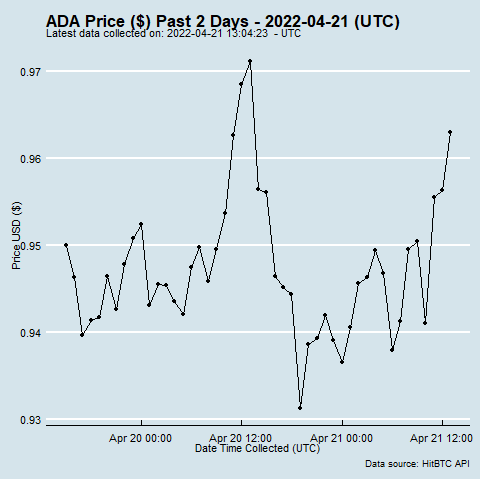 ADA Price ($) Past 2 Days - 2022-04-21 (UTC)
Latest data collected on: 2022-04-21 13:04:23 - UTC
0.97
0.96
0.95
0.94
0.93
Price USD ($)
Apr 20 00:00
Apr 20 12:00
Apr 21 00:00
Apr 21 12:00
Date Time Collected (UTC)
Data source: HitBTC API